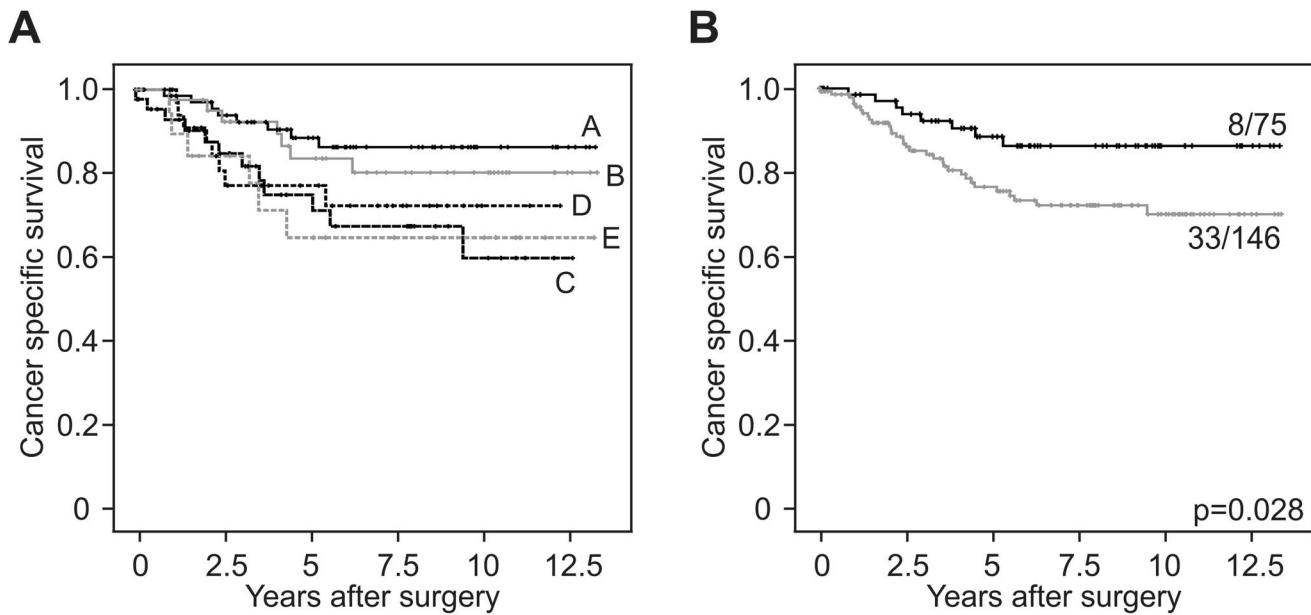 A
Cancer specific survival
1.0
0.8
0.6
0.4
0.2
0
A
B
D
E
C
0 2.5 5 7.5 10 12.5
Years after surgery
B
Cancer specific survival
1.0
0.8
0.6
0.4
0.2
0
8/75
33/146
p=0.028
0 2.5 5 7.5 10 12.5
Years after surgery